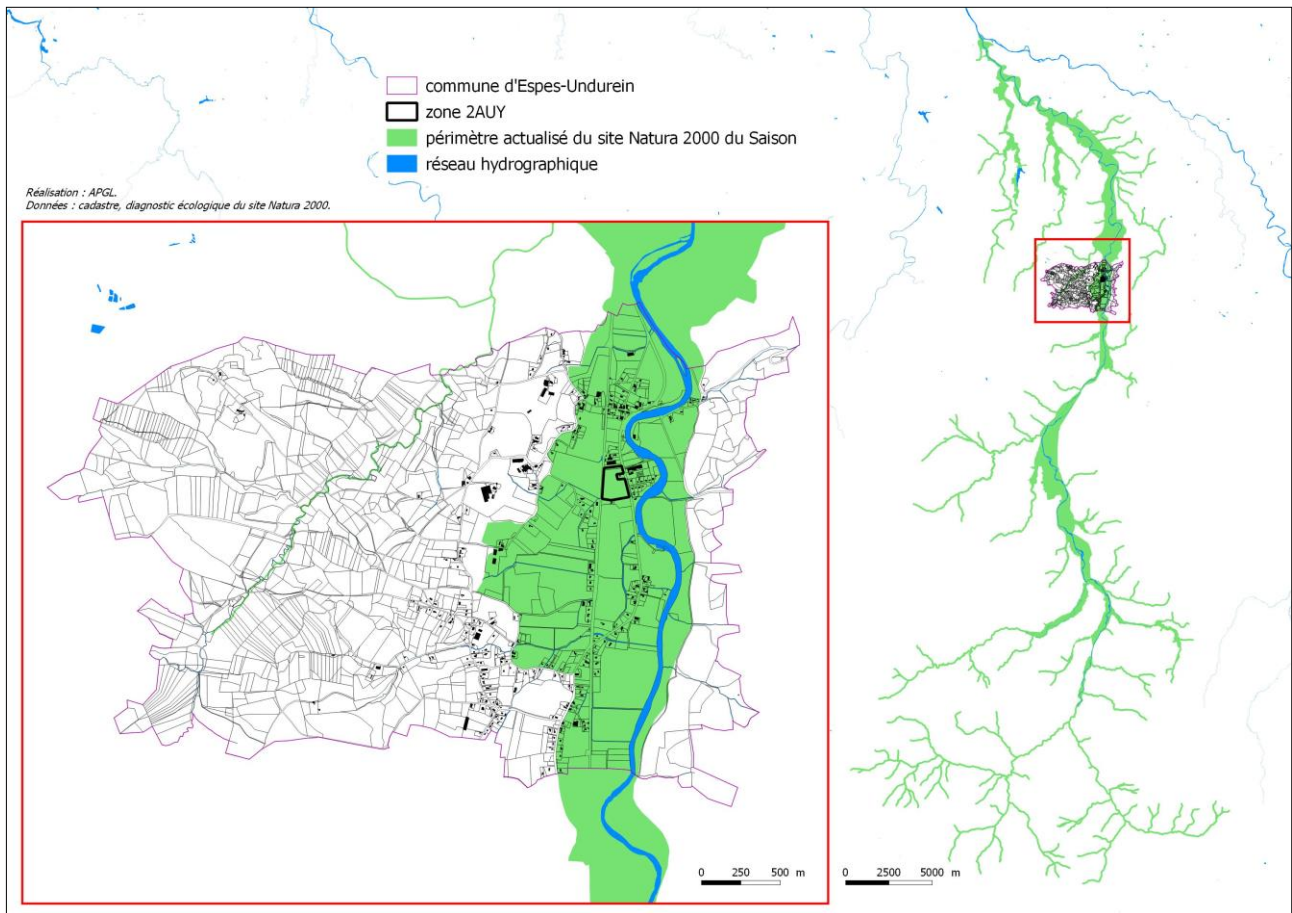 commune d'Espes-Undurein
zone 2AUY
périmètre actualisé du site Natura 2000 du Saison
réseau hydrographique
Réalisation : APGL.
Données : cadastre, diagnostic écologique du site Natura 2000.
0 250 500 m
0 2500 5000 m